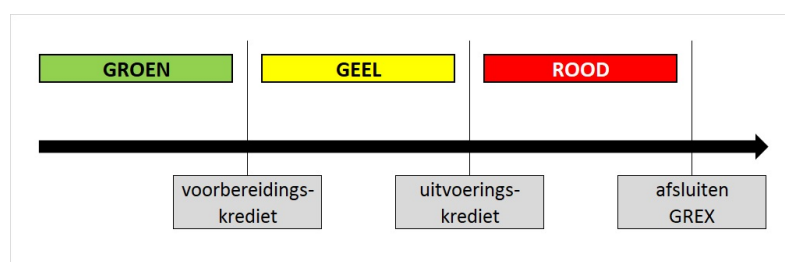 GROEN
GEEL
ROOD
voorbereidings-
krediet
uitvoerings-
krediet
afsluiten
GREX